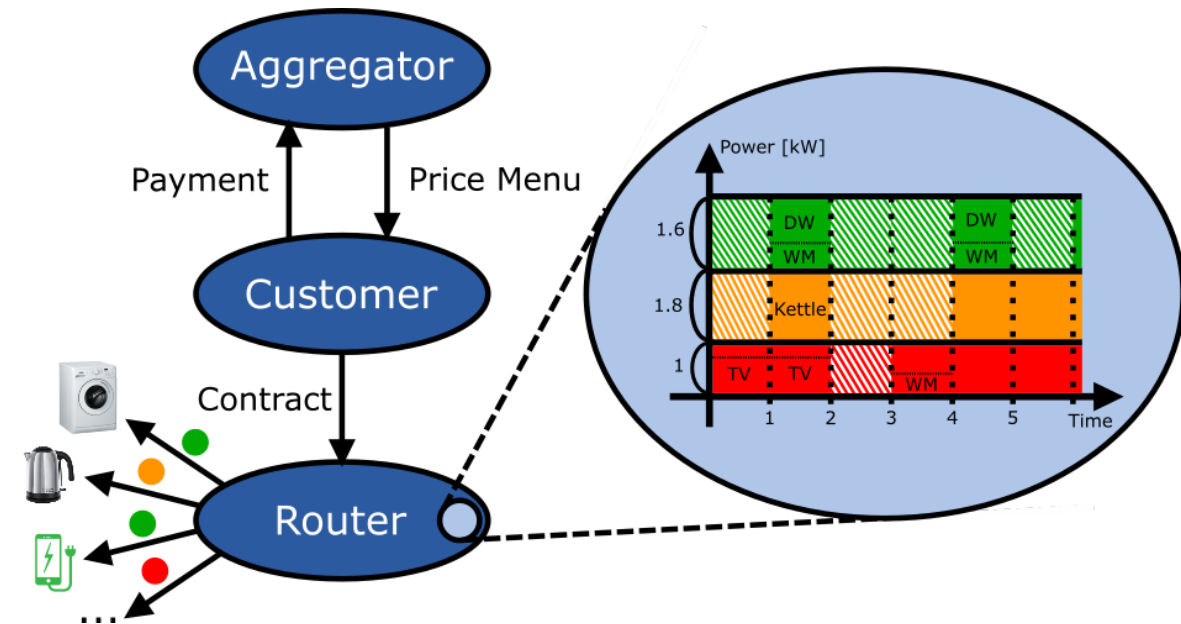 Aggregator
Payment
Price Menu
Customer
Contract
Router
...
Power [kW]
1.6
DW
DW
WM
WM
1.8
Kettle
1
TV
TV
WM
1 2 3 4 5 Time